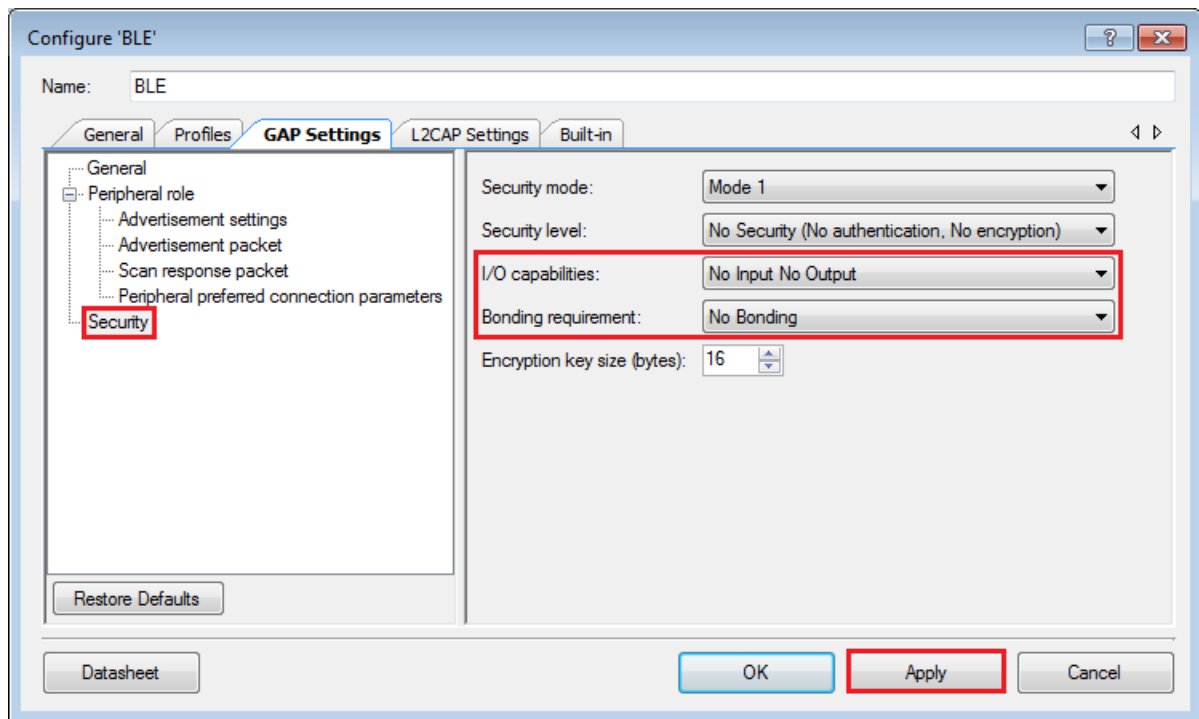 Configure 'BLE'
Name: BLE
General Profiles GAP Settings L2CAP Settings Built-in
General
Peripheral role
Advertisement settings
Advertisement packet
Scan response packet
Peripheral preferred connection parameters
Security
Security mode: Mode 1
Security level: No Security (No authentication, No encryption)
I/O capabilities: No Input No Output
Bonding requirement: No Bonding
Encryption key size (bytes): 16
Restore Defaults
Datasheet OK Apply Cancel